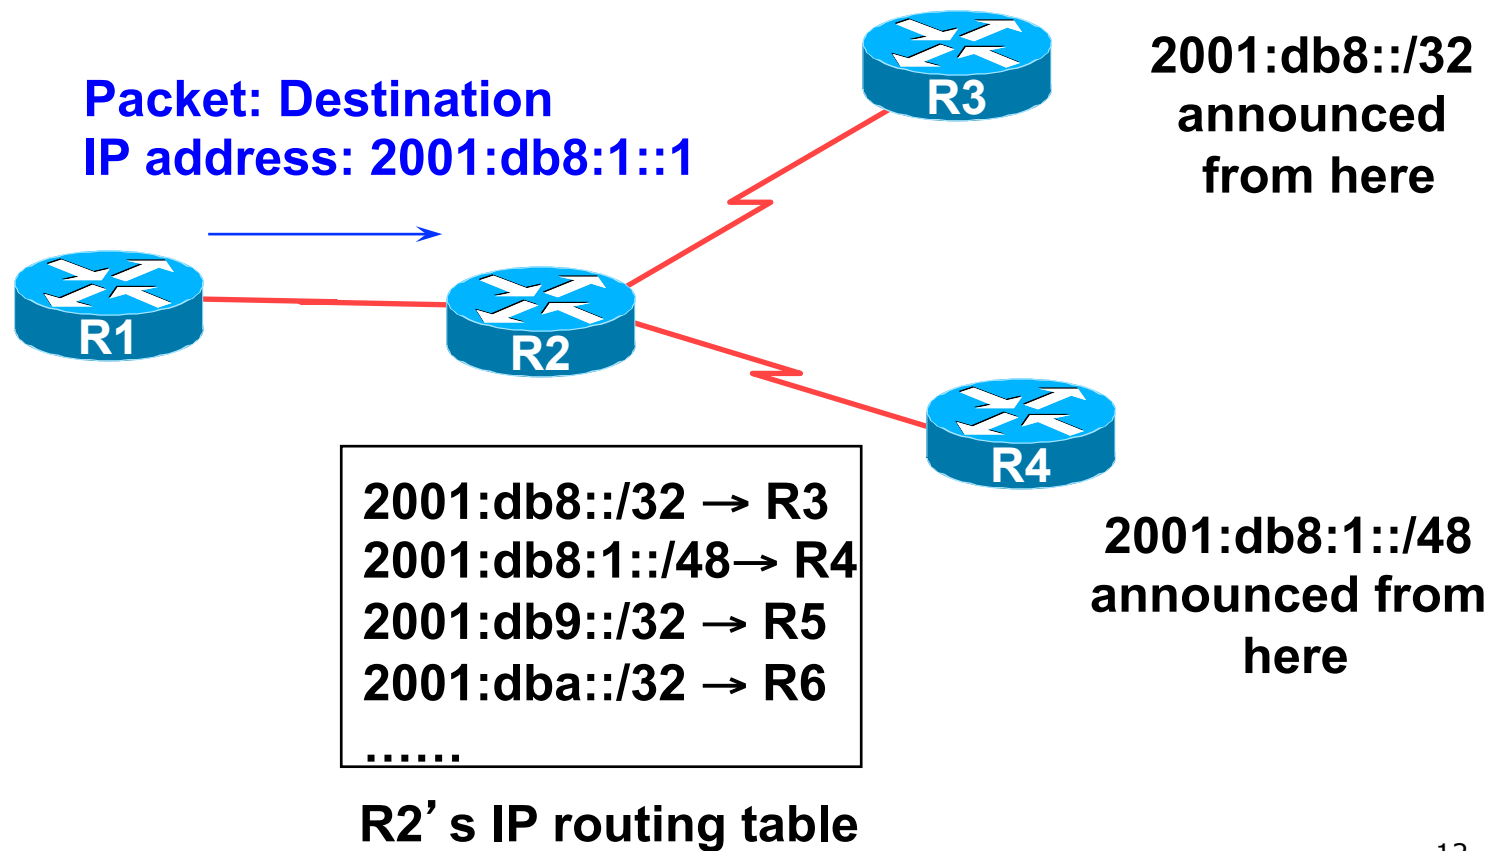 Packet: Destination
IP address: 2001:db8:1::1
R3
2001:db8::/32
announced
from here
R1
R2
R4
2001:db8:1::/48
announced from
here
2001:db8::/32 → R3
2001:db8:1::/48→ R4
2001:db9::/32 → R5
2001:dba::/32 → R6
......
R2’s IP routing table